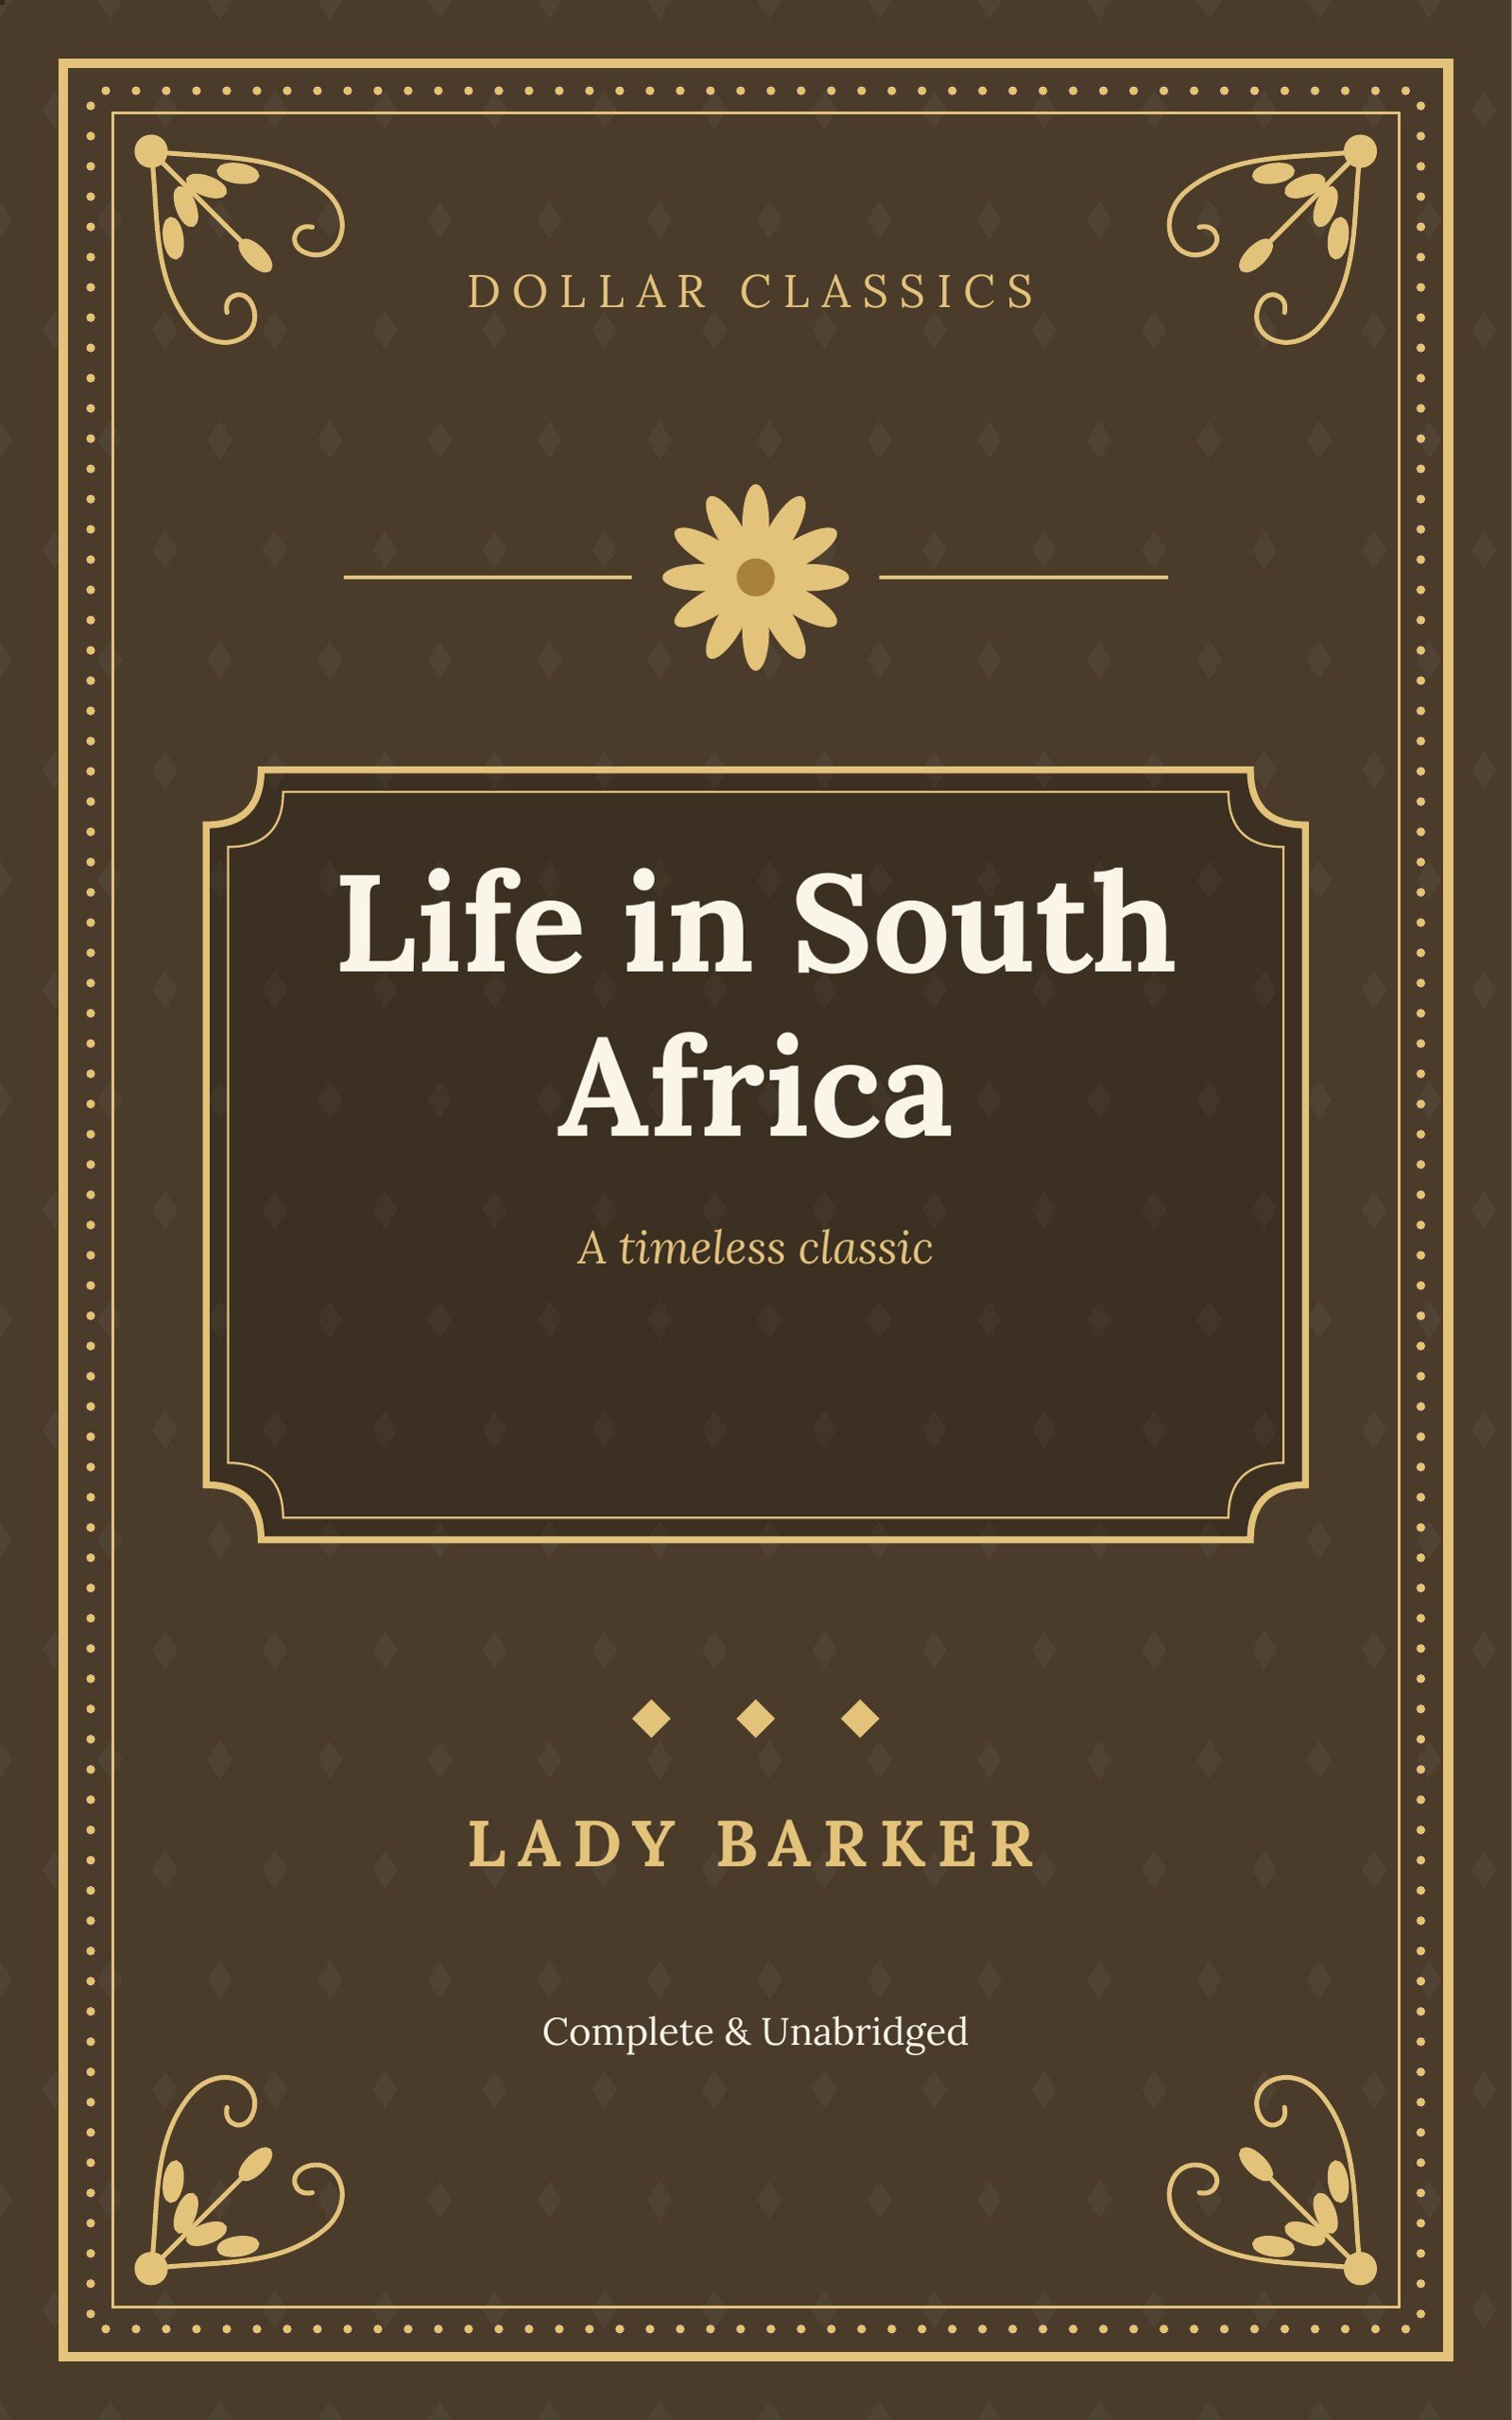 DOLLAR CLASSICS
Life in South
Africa
A timeless classic
LADY BARKER
Complete & Unabridged